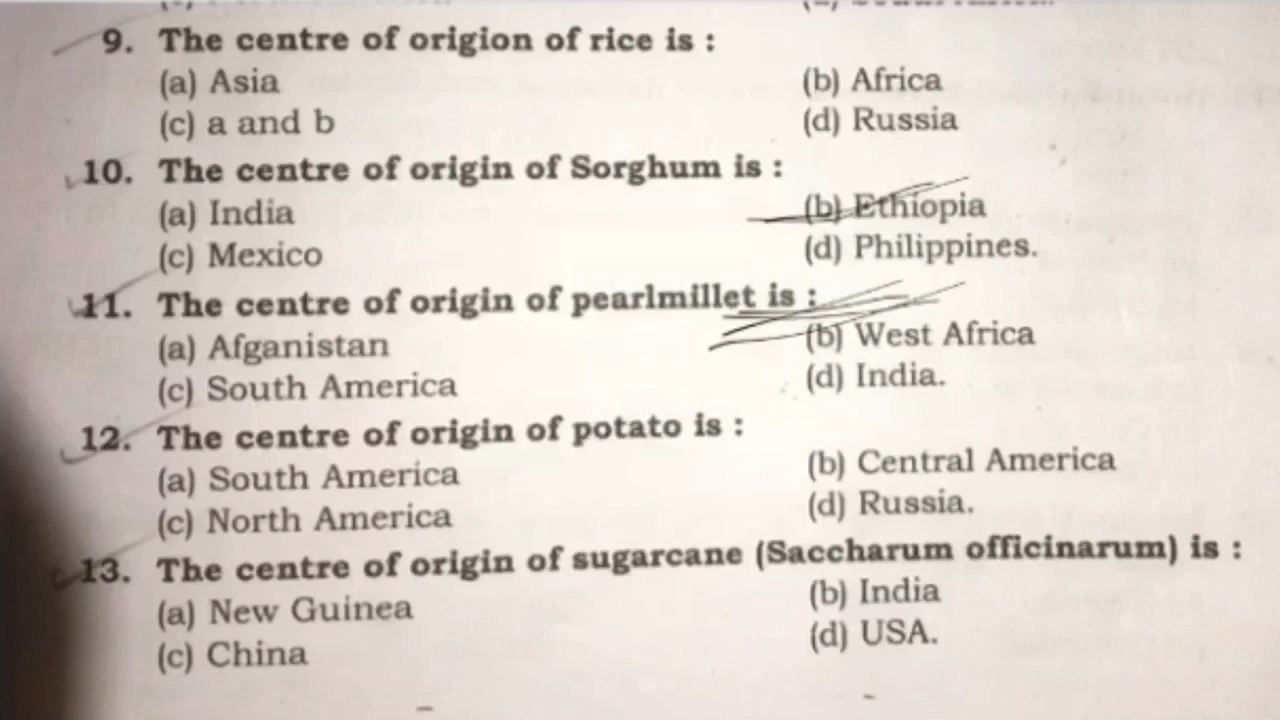 9. The centre of origion of rice is :
(a) Asia (b) Africa
(c) a and b (d) Russia
10. The centre of origin of Sorghum is :
(a) India (b) Ethiopia
(c) Mexico (d) Philippines.
11. The centre of origin of pearlmillet is :
(a) Afganistan (b) West Africa
(c) South America (d) India.
12. The centre of origin of potato is :
(a) South America (b) Central America
(c) North America (d) Russia.
13. The centre of origin of sugarcane (Saccharum officinarum) is :
(a) New Guinea (b) India
(c) China (d) USA.